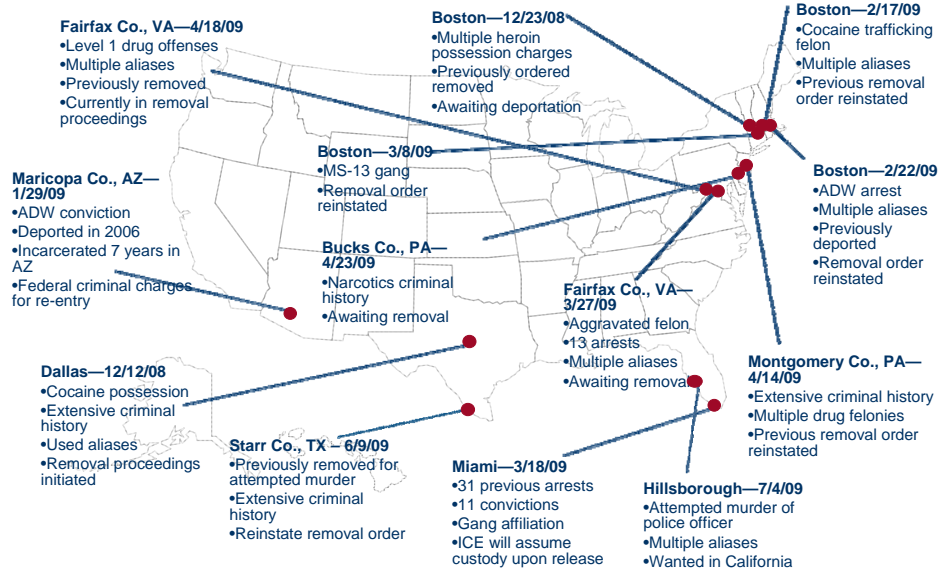 Fairfax Co., VA—4/18/09
•Level 1 drug offenses
•Multiple aliases
•Previously removed
•Currently in removal
proceedings
Boston—12/23/08
•Multiple heroin
possession charges
•Previously ordered
removed
•Awaiting deportation
Boston—2/17/09
•Cocaine trafficking
felon
•Multiple aliases
•Previous removal
order reinstated
Boston—3/8/09
•MS-13 gang
•Removal order
reinstated
Maricopa Co., AZ—
1/29/09
•ADW conviction
•Deported in 2006
•Incarcerated 7 years in
AZ
•Federal criminal charges
for re-entry
Boston—2/22/09
•ADW arrest
•Multiple aliases
•Previously
deported
•Removal order
reinstated
Bucks Co., PA—
4/23/09
•Narcotics criminal
history
•Awaiting removal
Fairfax Co., VA—
3/27/09
•Aggravated felon
•13 arrests
•Multiple aliases
•Awaiting removal
Montgomery Co., PA—
4/14/09
•Extensive criminal history
•Multiple drug felonies
•Previous removal order
reinstated
Dallas—12/12/08
•Cocaine possession
•Extensive criminal
history
•Used aliases
•Removal proceedings
initiated
Starr Co., TX – 6/9/09
•Previously removed for
attempted murder
•Extensive criminal
history
•Reinstate removal order
Miami—3/18/09
•31 previous arrests
•11 convictions
•Gang affiliation
•ICE will assume
custody upon release
Hillsborough—7/4/09
•Attempted murder of
police officer
•Multiple aliases
•Wanted in California